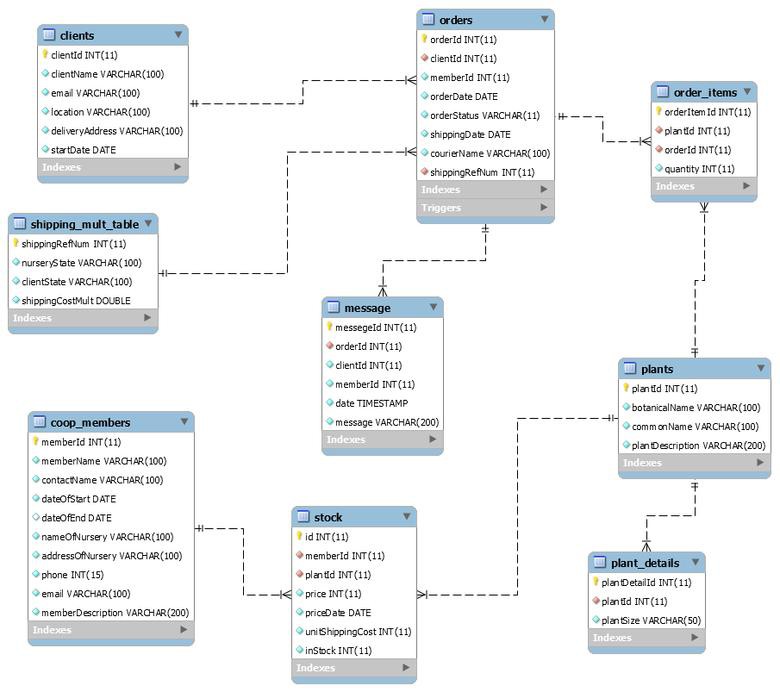 clients
clientId INT(11)
clientName VARCHAR(100)
email VARCHAR(100)
location VARCHAR(100)
deliveryAddress VARCHAR(100)
startDate DATE
Indexes
orders
orderId INT(11)
clientId INT(11)
memberId INT(11)
orderDate DATE
orderStatus VARCHAR(11)
shippingDate DATE
courierName VARCHAR(100)
shippingRefNum INT(11)
Indexes
Triggers
order_items
orderItemId INT(11)
plantId INT(11)
orderId INT(11)
quantity INT(11)
Indexes
shipping_mult_table
shippingRefNum INT(11)
nurseryState VARCHAR(100)
clientState VARCHAR(100)
shippingCostMult DOUBLE
Indexes
message
messegeId INT(11)
orderId INT(11)
clientId INT(11)
memberId INT(11)
date TIMESTAMP
message VARCHAR(200)
Indexes
plants
plantId INT(11)
botanicalName VARCHAR(100)
commonName VARCHAR(100)
plantDescription VARCHAR(200)
Indexes
coop_members
memberId INT(11)
memberName VARCHAR(100)
contactName VARCHAR(100)
dateOfStart DATE
dateOfEnd DATE
nameOfNursery VARCHAR(100)
addressOfNursery VARCHAR(100)
phone INT(15)
email VARCHAR(100)
memberDescription VARCHAR(200)
Indexes
stock
id INT(11)
memberId INT(11)
plantId INT(11)
price INT(11)
priceDate DATE
unitShippingCost INT(11)
inStock INT(11)
Indexes
plant_details
plantDetailId INT(11)
plantId INT(11)
plantSize VARCHAR(50)
Indexes